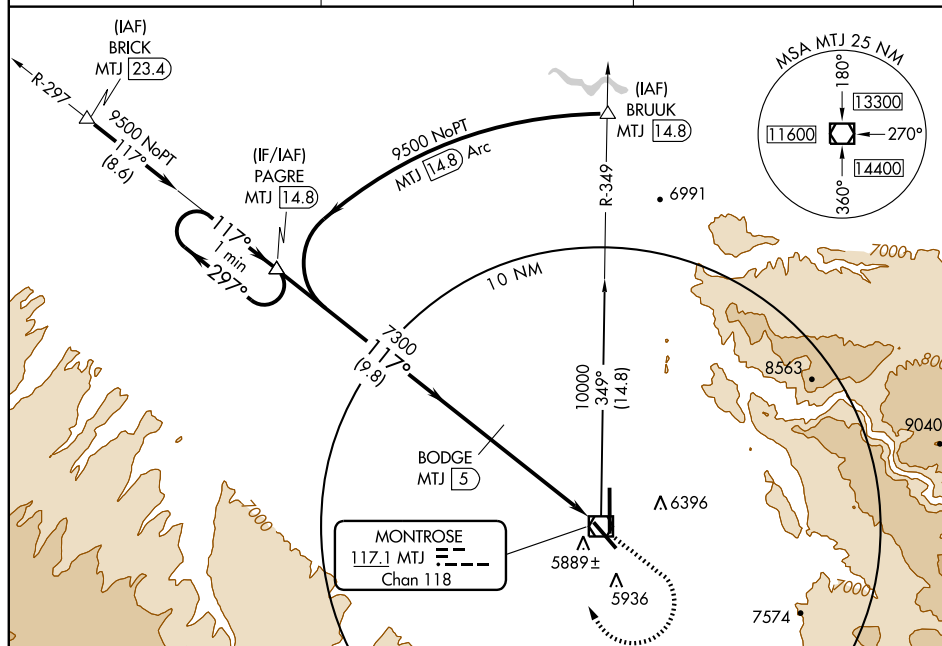 (IAF)
BRICK
MTJ 23.4
R-297
9500 NoPT
117°
(8.6)
(IF/IAF)
PAGRE
MTJ 14.8
117°
1 min
297°
9500 NoPT
MTJ 14.8 Arc
(IAF)
BRUUK
MTJ 14.8
R-349
6991
MSA MTJ 25 NM
180°
13300
11600
270°
14400
360°
10 NM
7000
7300
117°
(9.8)
10000
349°
(14.8)
8563
800
9040
BODGE
MTJ 5
7000
6396
MONTROSE
117.1 MTJ
Chan 118
5889±
5936
7000
7574